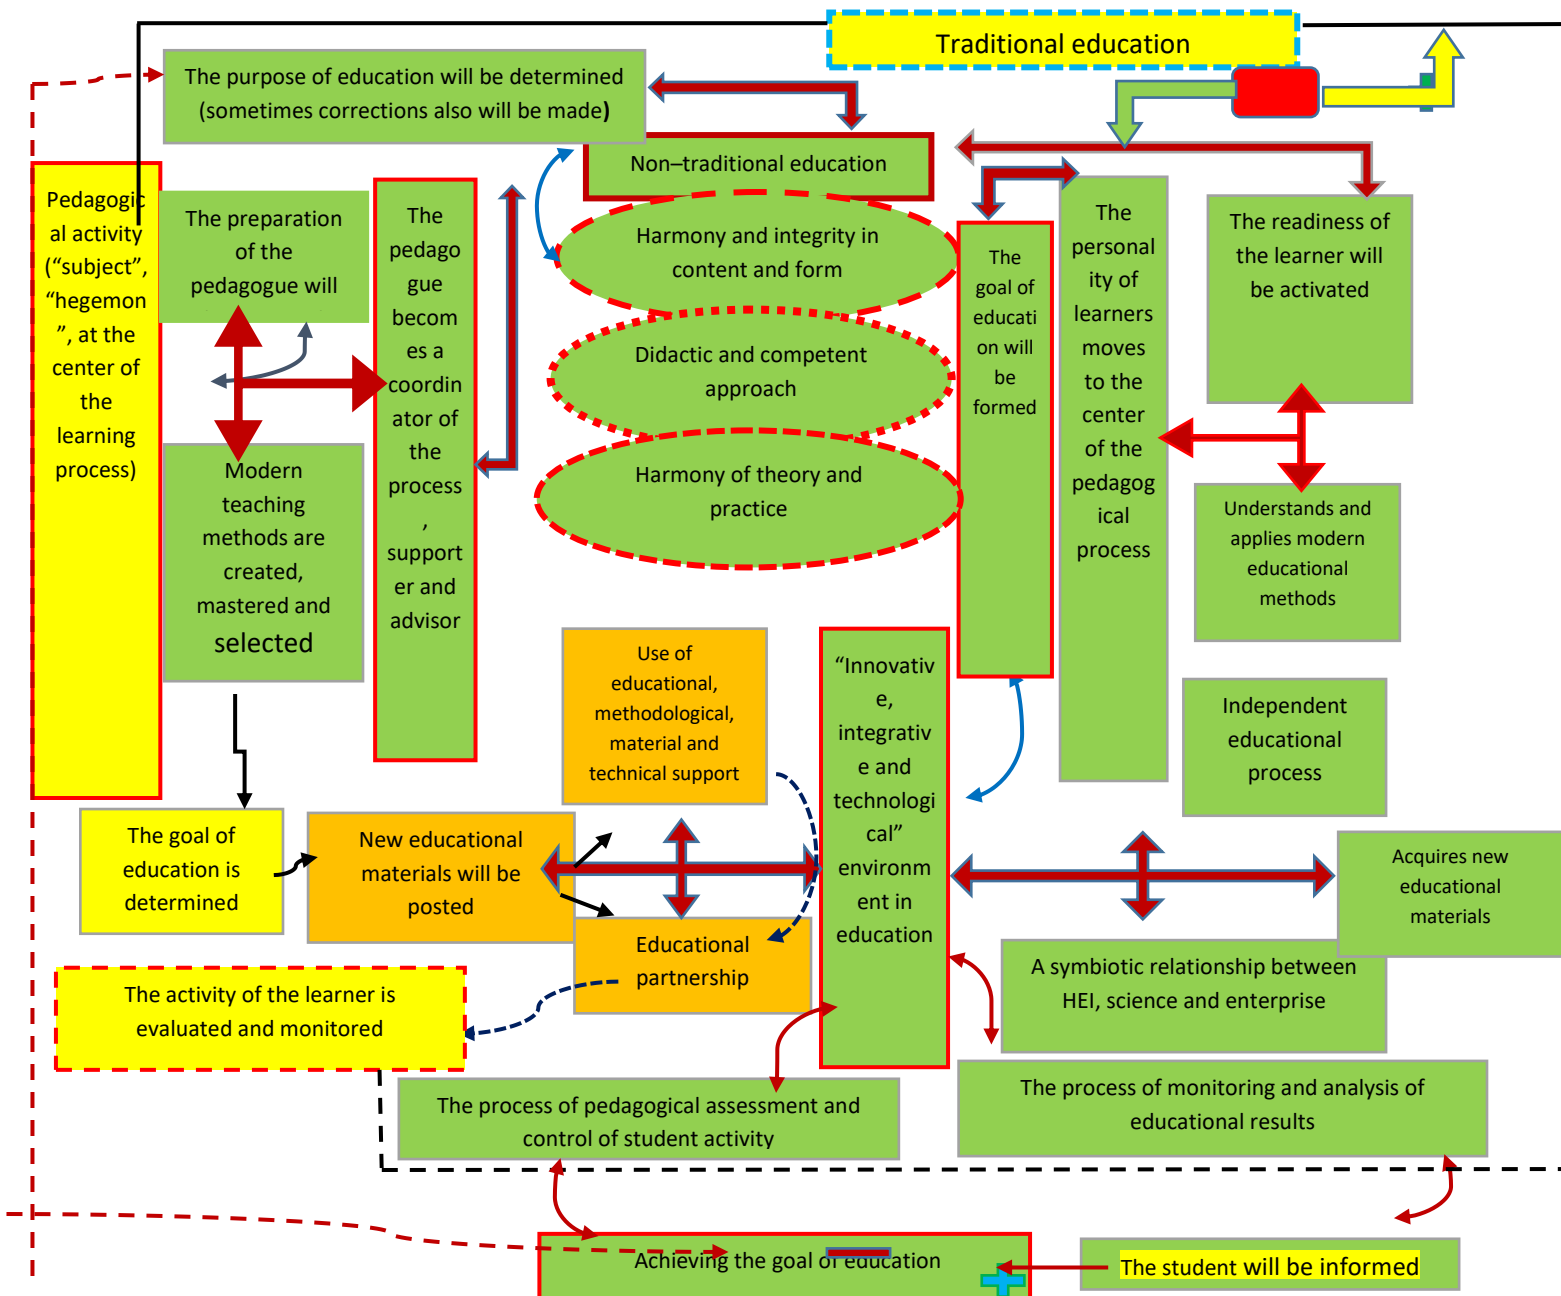 Traditional education
The purpose of education will be determined
(sometimes corrections also will be made)
Non–traditional education
Pedagogic
al activity
(“subject”,
“hegemon
”, at the
center of
the
learning
process)
The preparation
of the
pedagogue will
The
pedago
gue
becom
es a
coordin
ator of
the
process
,
support
er and
advisor
Harmony and integrity in
content and form
Didactic and competent
approach
Harmony of theory and
practice
The
goal of
educati
on will
be
formed
The
personal
ity of
learners
moves
to the
center
of the
pedagog
ical
process
The readiness of
the learner will
be activated
Modern
teaching
methods are
created,
mastered and
selected
Understands and
applies modern
educational
methods
Use of
educational,
methodological,
material and
technical support
“Innovativ
e,
integrativ
e and
technologi
cal”
environm
ent in
education
Independent
educational
process
The goal of
education is
determined
New educational
materials will be
posted
Acquires new
educational
materials
Educational
partnership
A symbiotic relationship between
HEI, science and enterprise
The activity of the learner is
evaluated and monitored
The process of pedagogical assessment and
control of student activity
The process of monitoring and analysis of
educational results
Achieving the goal of education
The student will be informed